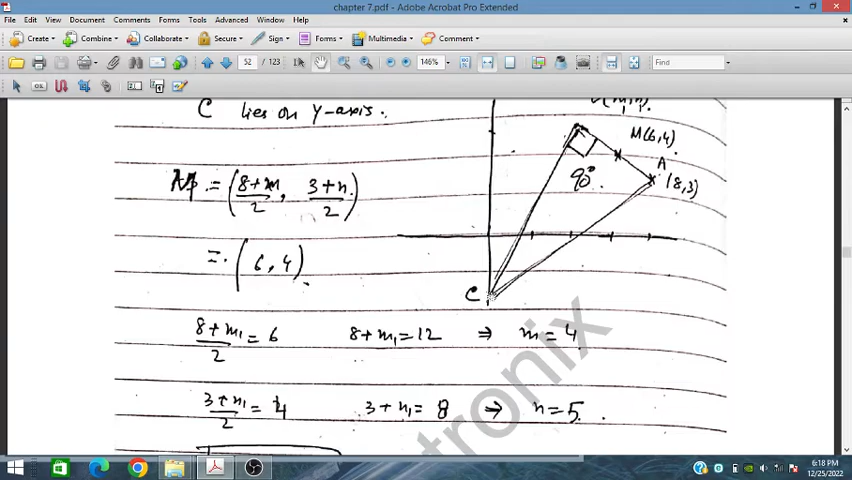 chapter 7.pdf - Adobe Acrobat Pro Extended
File Edit View Document Comments Forms Tools Advanced Window Help
Create Combine Collaborate Secure Sign Forms Multimedia Comment
52 / 123 146% Find
C lies on Y-axis.
M(6,4)
A
(8,3)
90°
= (8+m/2, 3+n/2)
= (6,4)
C
8+m₁/2 = 6 8+m₁=12 ⇒ m=4
3+n₁/2 = 4 3+n₁= 8 ⇒ n=5.
tronix
6:18 PM
12/25/2022